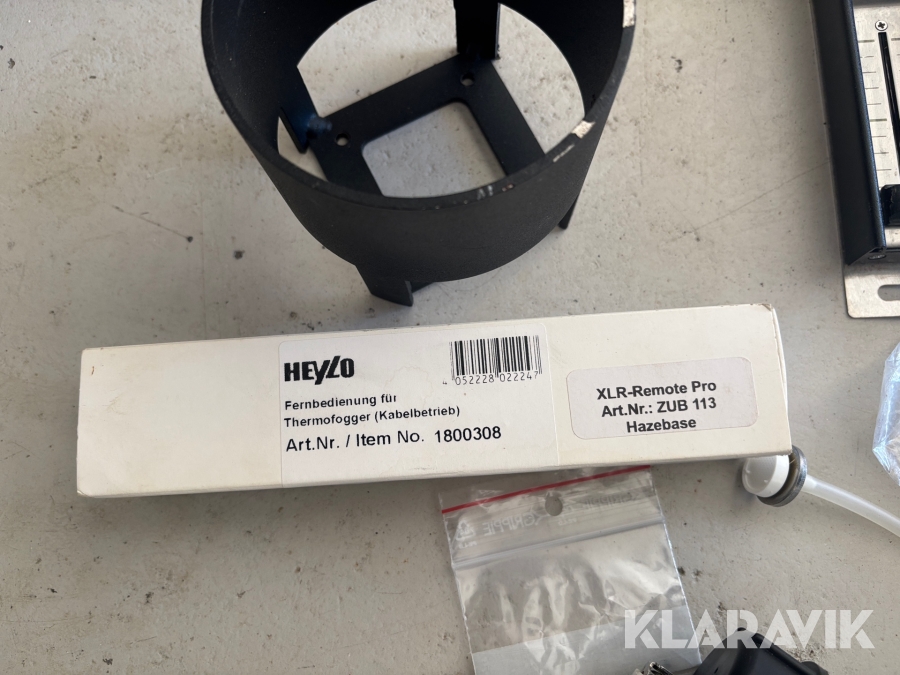 HEYLO
4 052228 022247
Fernbedienung für
Thermofogger (Kabelbetrieb)
Art.Nr. / Item No. 1800308
XLR-Remote Pro
Art.Nr.: ZUB 113
Hazebase
KLARAVIK